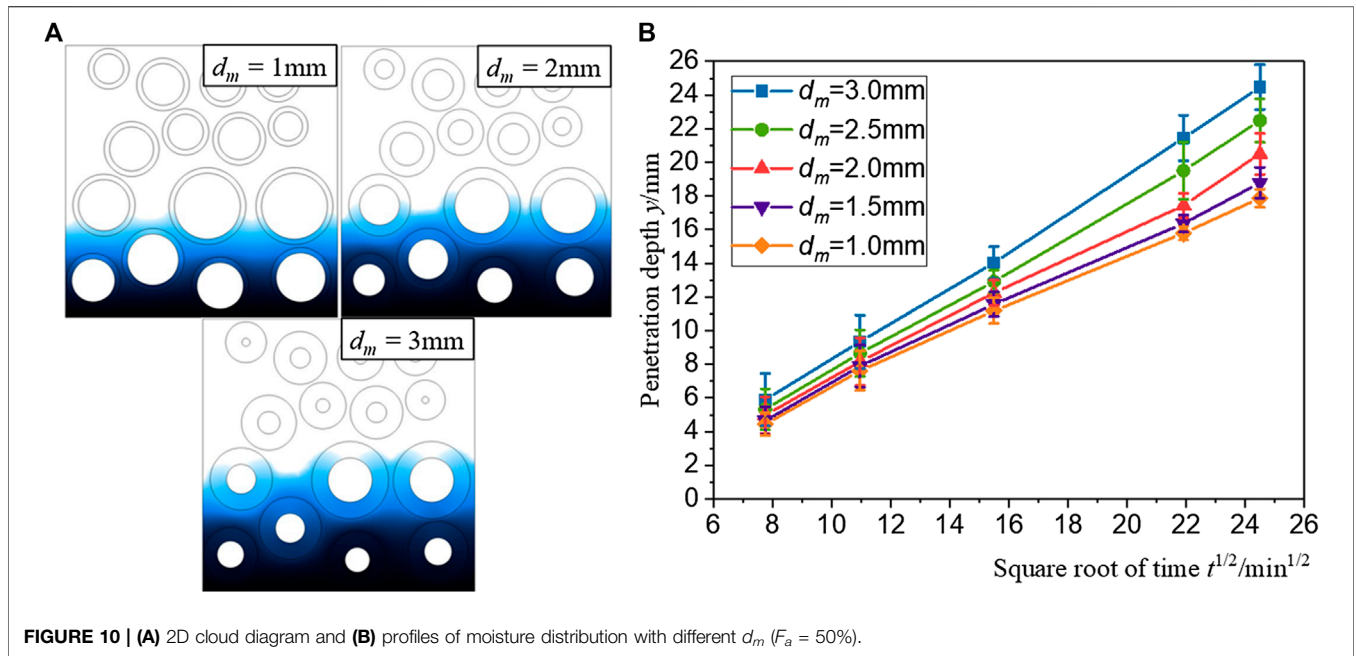 A
d_m = 1mm
d_m = 2mm
d_m = 3mm
B
26
24
22
20
18
16
14
12
10
8
6
4
2
0
Penetration depth y/mm
d_m=3.0mm
d_m=2.5mm
d_m=2.0mm
d_m=1.5mm
d_m=1.0mm
6 8 10 12 14 16 18 20 22 24 26
Square root of time t^1/2/min^1/2
FIGURE 10 | (A) 2D cloud diagram and (B) profiles of moisture distribution with different d_m (F_a = 50%).